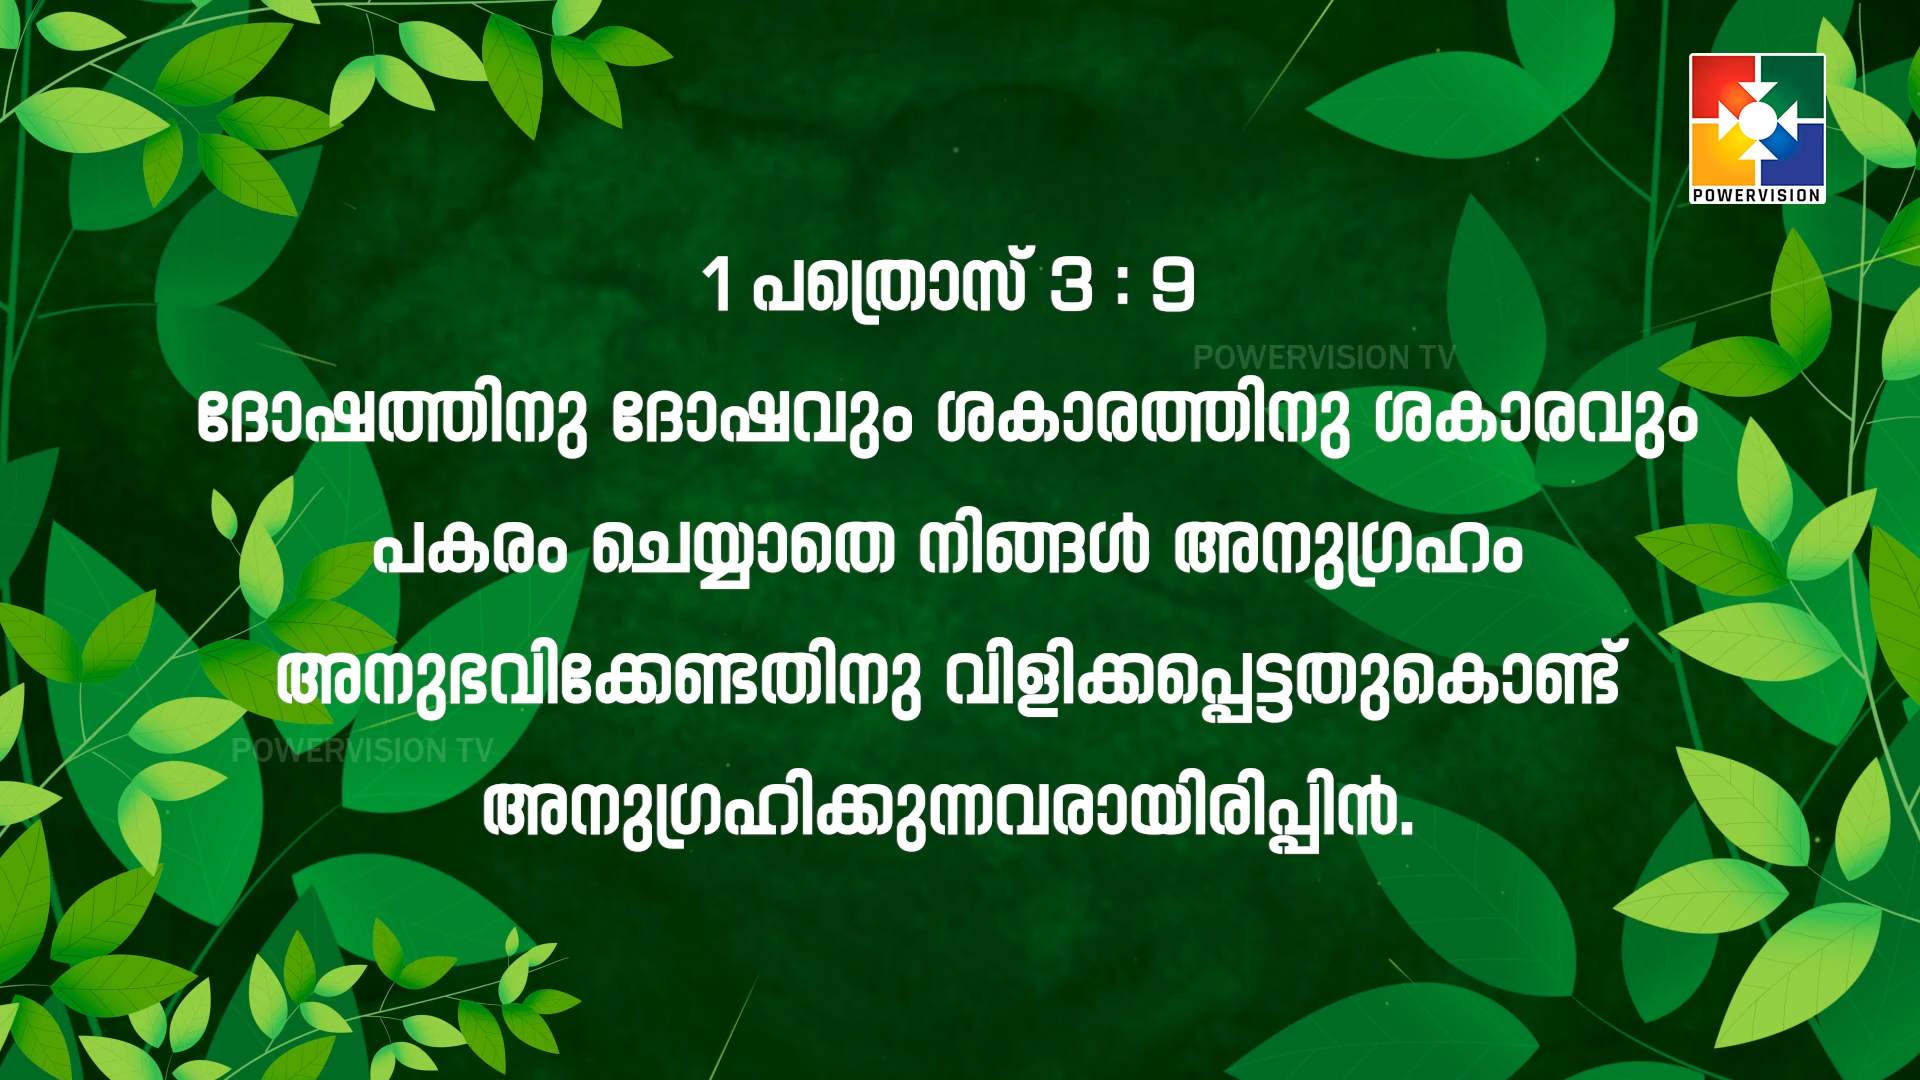 POWERVISION
1 പത്രൊസ് 3 : 9
POWERVISION TV
ദോഷത്തിനു ദോഷവും ശകാരത്തിനു ശകാരവും
പകരം ചെയ്യാതെ നിങ്ങൾ അനുഗ്രഹം
അനുഭവിക്കേണ്ടതിനു വിളിക്കപ്പെട്ടതുകൊണ്ട്
POWERVISION TV
അനുഗ്രഹിക്കുന്നവരായിരിപ്പിൻ.